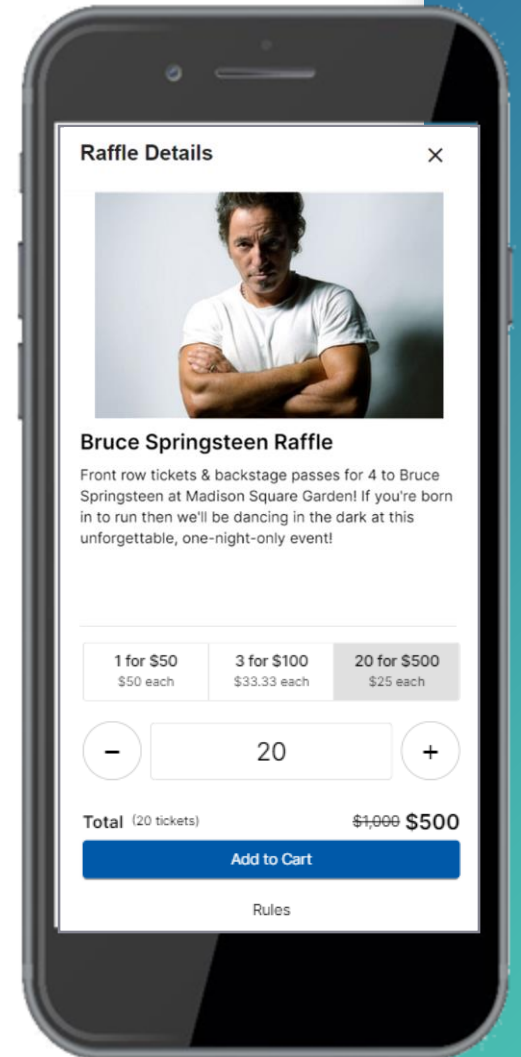 Raffle Details
Bruce Springsteen Raffle
Front row tickets & backstage passes for 4 to Bruce
Springsteen at Madison Square Garden! If you're born
in to run then we'll be dancing in the dark at this
unforgettable, one-night-only event!
1 for $50 3 for $100 20 for $500
$50 each $33.33 each $25 each
− 20 +
Total (20 tickets) $1,000 $500
Add to Cart
Rules